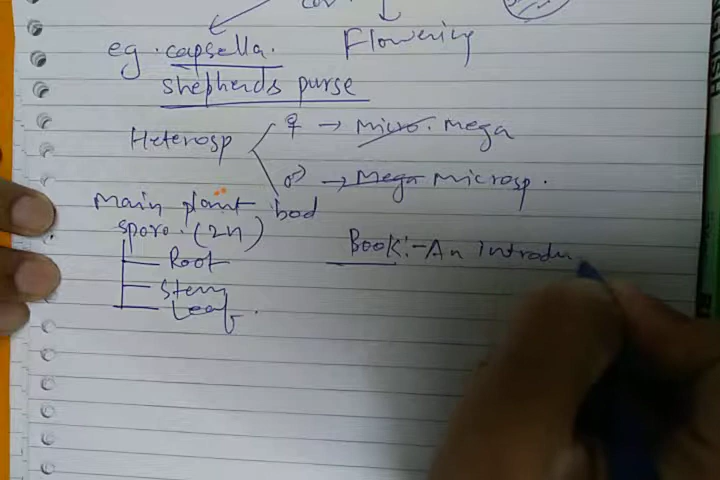 eg. capsella. Flowering
shepherds purse
Heterosp ♀ → micro. mega
♂ → Mega microsp.
main plant bod
sporo. (2n)
Root
Stem
Leaf.
Book:- An introdu